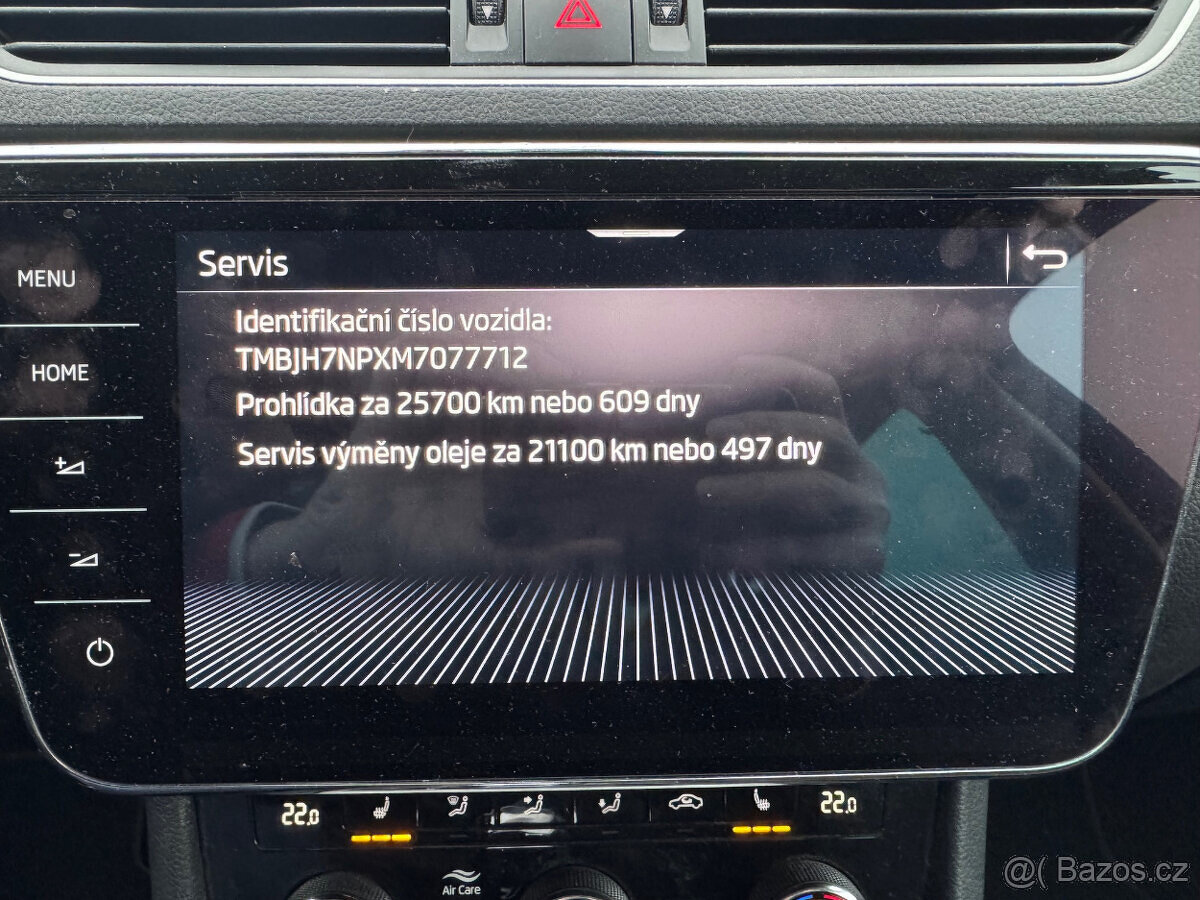 Servis
MENU
Identifikační číslo vozidla:
TMBJH7NPXM7077712
HOME
Prohlídka za 25700 km nebo 609 dny
Servis výměny oleje za 21100 km nebo 497 dny
22.0
22.0
Air Care
@( Bazos.cz